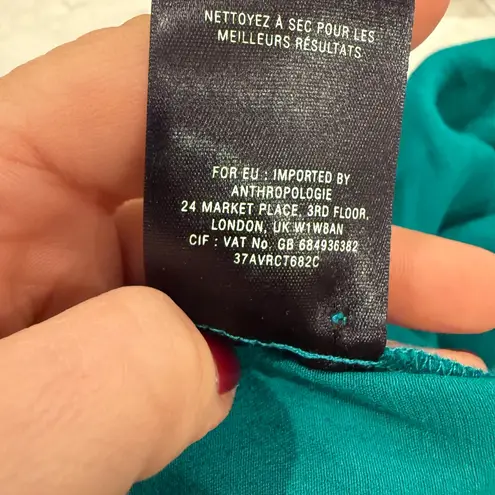 NETTOYEZ À SEC POUR LES
MEILLEURS RÉSULTATS
FOR EU : IMPORTED BY
ANTHROPOLOGIE
24 MARKET PLACE, 3RD FLOOR,
LONDON, UK W1W8AN
CIF : VAT No. GB 684936382
37AVRCT682C